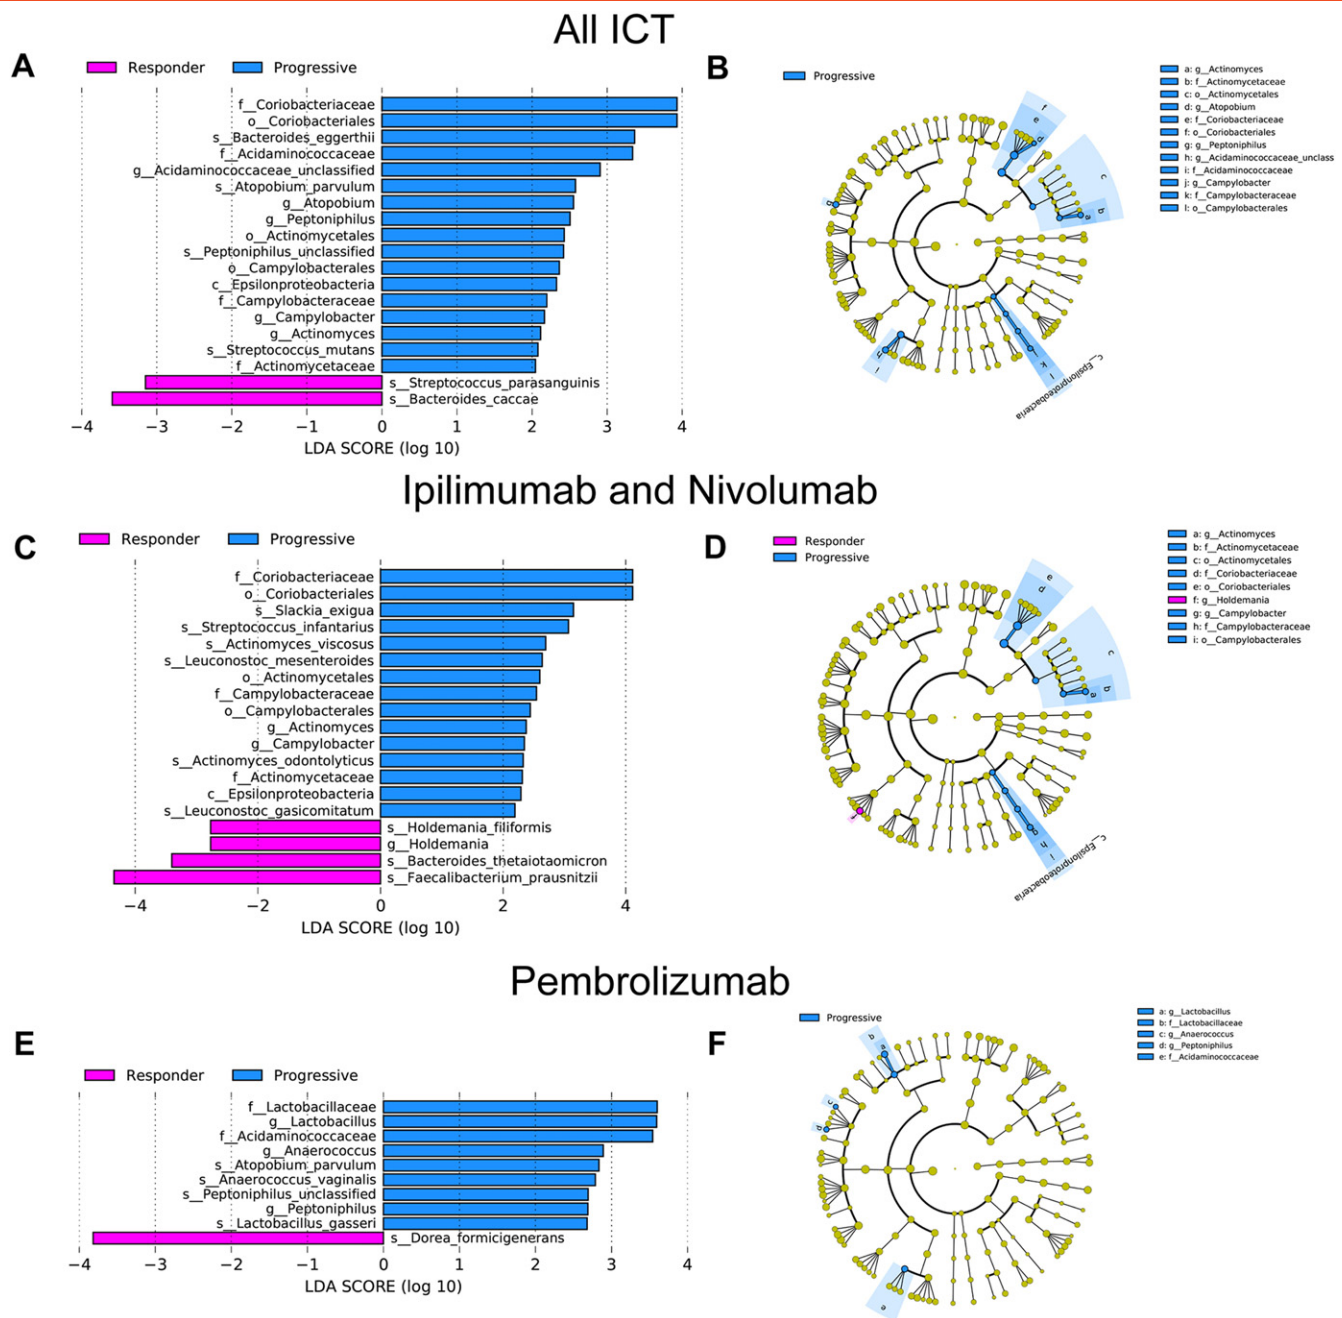 All ICT
A
Responder
Progressive
f__Coriobacteriaceae
o__Coriobacteriales
s__Bacteroides_eggerthii
f__Acidaminococcaceae
g__Acidaminococcaceae_unclassified
s__Atopobium_parvulum
g__Atopobium
g__Peptoniphilus
o__Actinomycetales
s__Peptoniphilus_unclassified
o__Campylobacterales
c__Epsilonproteobacteria
f__Campylobacteraceae
g__Campylobacter
g__Actinomyces
s__Streptococcus_mutans
f__Actinomycetaceae
s__Streptococcus_parasanguinis
s__Bacteroides_caccae
−4 −3 −2 −1 0 1 2 3 4
LDA SCORE (log 10)
B
Progressive
a: g__Actinomyces
b: f__Actinomycetaceae
c: o__Actinomycetales
d: g__Atopobium
e: f__Coriobacteriaceae
f: o__Coriobacteriales
g: g__Peptoniphilus
h: g__Acidaminococcaceae_unclass
i: f__Acidaminococcaceae
j: g__Campylobacter
k: f__Campylobacteraceae
l: o__Campylobacterales
f
e
d
c
b
a
g
i
k
l
c__Epsilonproteobacteria
Ipilimumab and Nivolumab
C
Responder
Progressive
f__Coriobacteriaceae
o__Coriobacteriales
s__Slackia_exigua
s__Streptococcus_infantarius
s__Actinomyces_viscosus
s__Leuconostoc_mesenteroides
o__Actinomycetales
f__Campylobacteraceae
o__Campylobacterales
g__Actinomyces
g__Campylobacter
s__Actinomyces_odontolyticus
f__Actinomycetaceae
c__Epsilonproteobacteria
s__Leuconostoc_gasicomitatum
s__Holdemania_filiformis
g__Holdemania
s__Bacteroides_thetaiotaomicron
s__Faecalibacterium_prausnitzii
−4 −2 0 2 4
LDA SCORE (log 10)
D
Responder
Progressive
a: g__Actinomyces
b: f__Actinomycetaceae
c: o__Actinomycetales
d: f__Coriobacteriaceae
e: o__Coriobacteriales
f: g__Holdemania
g: g__Campylobacter
h: f__Campylobacteraceae
i: o__Campylobacterales
e
d
c
b
a
f
g
h
i
c__Epsilonproteobacteria
Pembrolizumab
E
Responder
Progressive
f__Lactobacillaceae
g__Lactobacillus
f__Acidaminococcaceae
g__Anaerococcus
s__Atopobium_parvulum
s__Anaerococcus_vaginalis
s__Peptoniphilus_unclassified
g__Peptoniphilus
s__Lactobacillus_gasseri
s__Dorea_formicigenerans
−4 −3 −2 −1 0 1 2 3 4
LDA SCORE (log 10)
F
Progressive
a: g__Lactobacillus
b: f__Lactobacillaceae
c: g__Anaerococcus
d: g__Peptoniphilus
e: f__Acidaminococcaceae
b
a
c
d
e